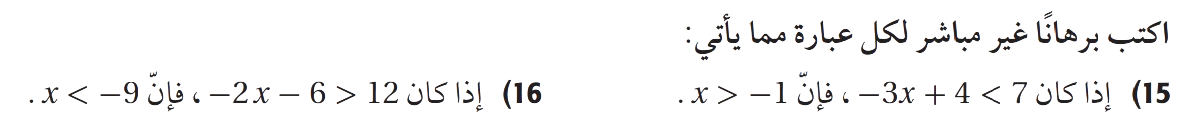 اكتب برهانًا غير مباشر لكل عبارة مما يأتي:
15) إذا كان -3x + 4 < 7 ، فإنّ x > -1 .
16) إذا كان -2x - 6 > 12 ، فإنّ x < -9 .